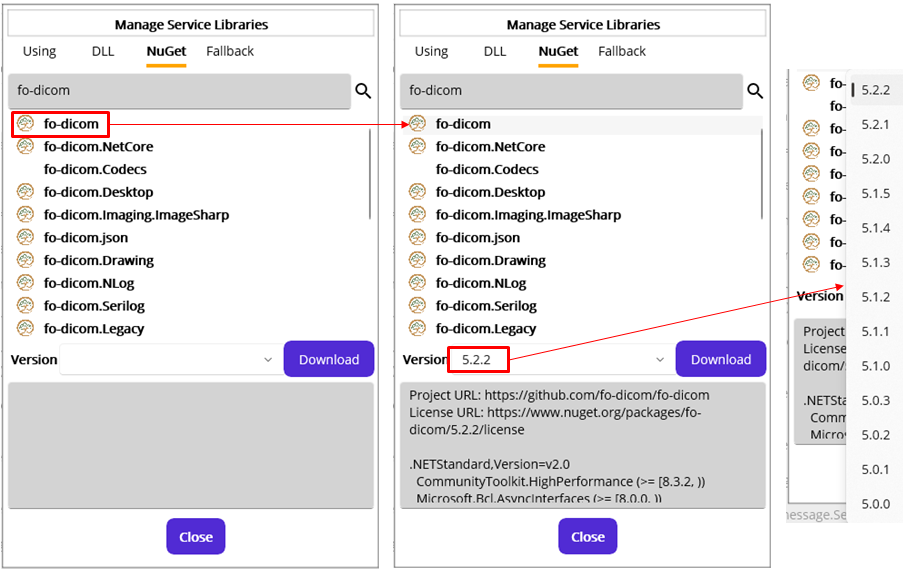 Manage Service Libraries
Using DLL NuGet Fallback
fo-dicom
fo-dicom
fo-dicom.NetCore
fo-dicom.Codecs
fo-dicom.Desktop
fo-dicom.Imaging.ImageSharp
fo-dicom.json
fo-dicom.Drawing
fo-dicom.NLog
fo-dicom.Serilog
fo-dicom.Legacy
Version Download
Close
Manage Service Libraries
Using DLL NuGet Fallback
fo-dicom
fo-dicom
fo-dicom.NetCore
fo-dicom.Codecs
fo-dicom.Desktop
fo-dicom.Imaging.ImageSharp
fo-dicom.json
fo-dicom.Drawing
fo-dicom.NLog
fo-dicom.Serilog
fo-dicom.Legacy
Version 5.2.2 Download
Project URL: https://github.com/fo-dicom/fo-dicom
License URL: https://www.nuget.org/packages/fo-
dicom/5.2.2/license
.NETStandard,Version=v2.0
CommunityToolkit.HighPerformance (>= [8.3.2, ))
Microsoft.Bcl.AsyncInterfaces (>= [8.0.0, ))
Close
fo-
fo-
fo-
fo-
fo-
fo-
fo-
fo-
fo-
Version
Project
License
dicom/
.NETSta
Comm
Micros
essage.Se
5.2.2
5.2.1
5.2.0
5.1.5
5.1.4
5.1.3
5.1.2
5.1.1
5.1.0
5.0.3
5.0.2
5.0.1
5.0.0